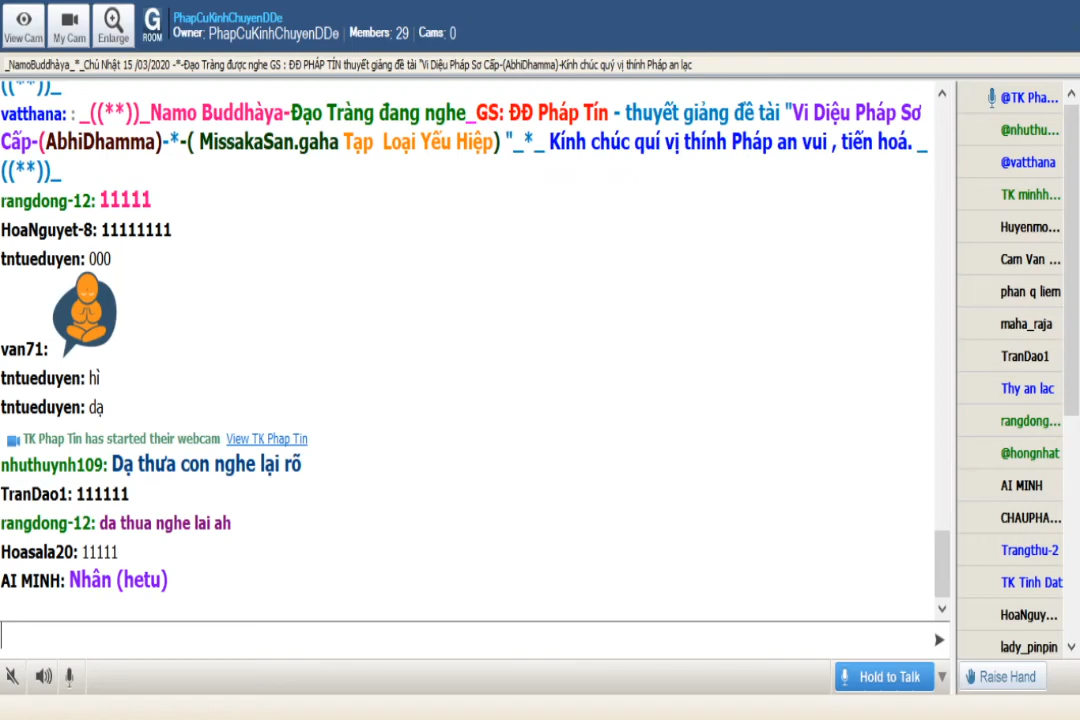 View Cam
My Cam
Enlarge
G
ROOM
PhapCuKinhChuyenDDe
Owner: PhapCuKinhChuyenDDe | Members: 29 | Cams: 0
_NamoBuddhàya_*_Chủ Nhật 15 /03/2020 -*-Đạo Tràng được nghe GS : ĐĐ PHÁP TÍN thuyết giảng đề tài "Vi Diệu Pháp Sơ Cấp-(AbhiDhamma)-Kính chúc quý vị thính Pháp an lạc
((**))_
vatthana: : _((**))_Namo Buddhàya-Đạo Tràng đang nghe_GS: ĐĐ Pháp Tín - thuyết giảng đề tài "Vi Diệu Pháp Sơ
Cấp-(AbhiDhamma)-*-( MissakaSan.gaha Tạp Loại Yếu Hiệp) "_*_ Kính chúc quí vị thính Pháp an vui , tiến hoá. _
((**))_
rangdong-12: 11111
HoaNguyet-8: 11111111
tntueduyen: 000
van71:
tntueduyen: hì
tntueduyen: dạ
TK Phap Tin has started their webcam View TK Phap Tin
nhuthuynh109: Dạ thưa con nghe lại rõ
TranDao1: 111111
rangdong-12: da thua nghe lai ah
Hoasala20: 11111
AI MINH: Nhân (hetu)
Hold to Talk
@TK Pha...
@nhuthu...
@vatthana
TK minhh...
Huyenmo...
Cam Van ...
phan q liem
maha_raja
TranDao1
Thy an lac
rangdong...
@hongnhat
AI MINH
CHAUPHA...
Trangthu-2
TK Tinh Dat
HoaNguy...
lady_pinpin
Raise Hand